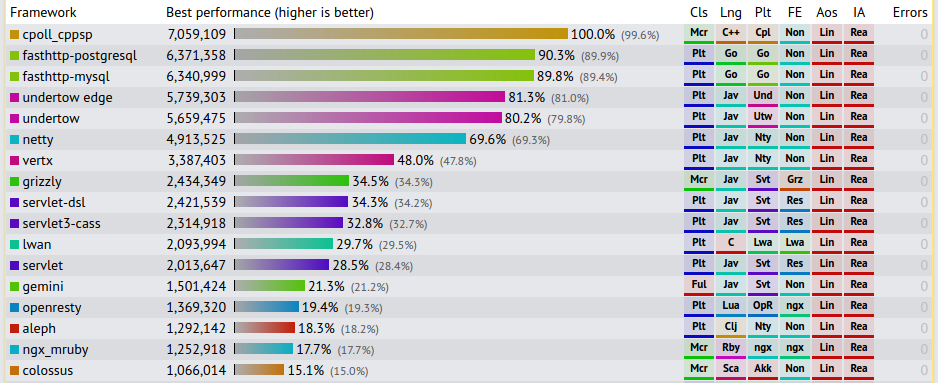 Framework Best performance (higher is better) Cls Lng Plt FE Aos IA Errors
cpoll_cppsp 7,059,109 100.0% (99.6%) Mcr C++ Cpl Non Lin Rea 0
fasthttp-postgresql 6,371,358 90.3% (89.9%) Plt Go Go Non Lin Rea 0
fasthttp-mysql 6,340,999 89.8% (89.4%) Plt Go Go Non Lin Rea 0
undertow edge 5,739,303 81.3% (81.0%) Plt Jav Und Non Lin Rea 0
undertow 5,659,475 80.2% (79.8%) Plt Jav Utw Non Lin Rea 0
netty 4,913,525 69.6% (69.3%) Plt Jav Nty Non Lin Rea 0
vertx 3,387,403 48.0% (47.8%) Plt Jav Nty Non Lin Rea 0
grizzly 2,434,349 34.5% (34.3%) Mcr Jav Svt Grz Lin Rea 0
servlet-dsl 2,421,539 34.3% (34.2%) Plt Jav Svt Res Lin Rea 0
servlet3-cass 2,314,918 32.8% (32.7%) Plt Jav Svt Res Lin Rea 0
lwan 2,093,994 29.7% (29.5%) Plt C Lwa Lwa Lin Rea 0
servlet 2,013,647 28.5% (28.4%) Plt Jav Svt Res Lin Rea 0
gemini 1,501,424 21.3% (21.2%) Ful Jav Svt Non Lin Rea 0
openresty 1,369,320 19.4% (19.3%) Plt Lua OpR ngx Lin Rea 0
aleph 1,292,142 18.3% (18.2%) Plt Clj Nty Non Lin Rea 0
ngx_mruby 1,252,918 17.7% (17.7%) Mcr Rby ngx ngx Lin Rea 0
colossus 1,066,014 15.1% (15.0%) Mcr Sca Akk Non Lin Rea 0